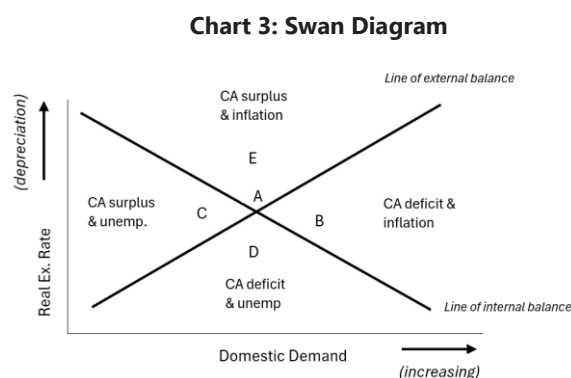 Chart 3: Swan Diagram
Line of external balance
(depreciation)
Real Ex. Rate
CA surplus
& inflation
E
A
CA surplus
& unemp.
C
B
CA deficit &
inflation
D
CA deficit
& unemp
Line of internal balance
Domestic Demand
(increasing)